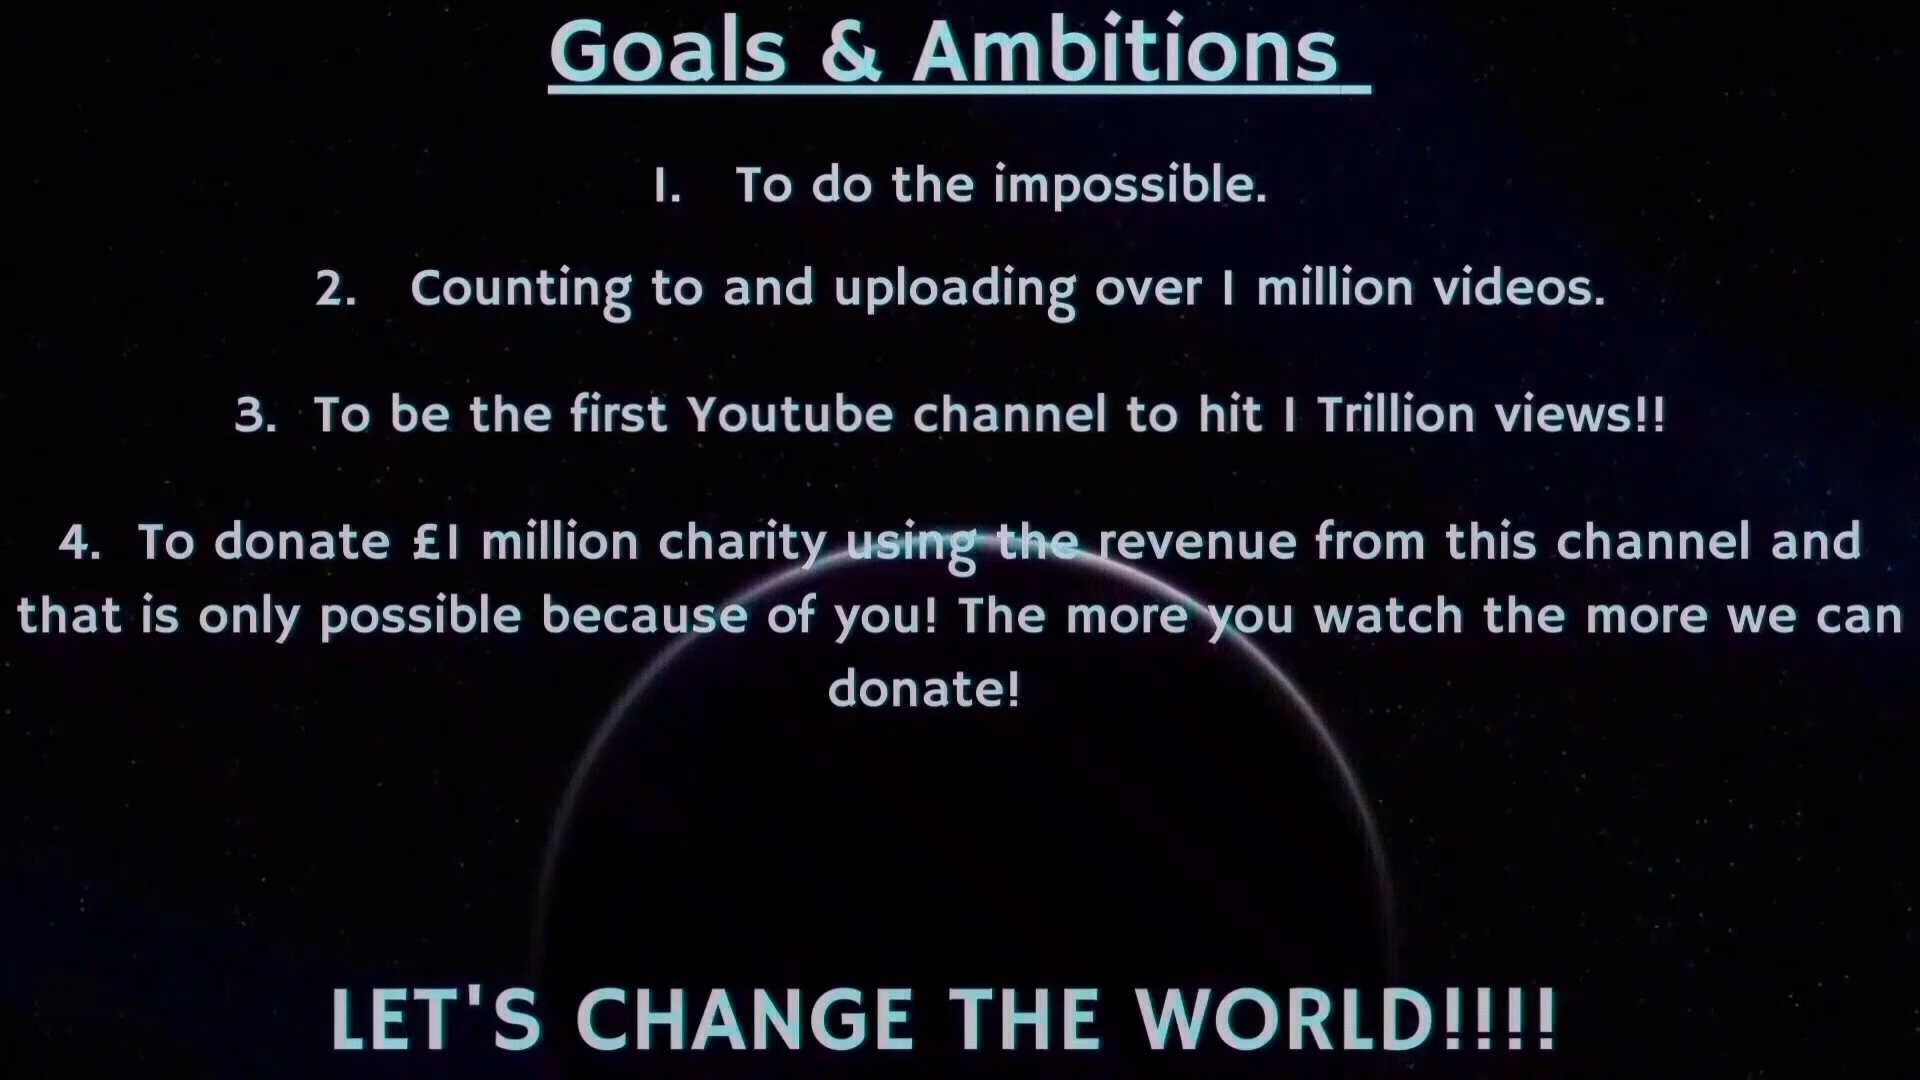 Goals & Ambitions
1. To do the impossible.
2. Counting to and uploading over 1 million videos.
3. To be the first Youtube channel to hit 1 Trillion views!!
4. To donate £1 million charity using the revenue from this channel and
that is only possible because of you! The more you watch the more we can
donate!
LET'S CHANGE THE WORLD!!!!